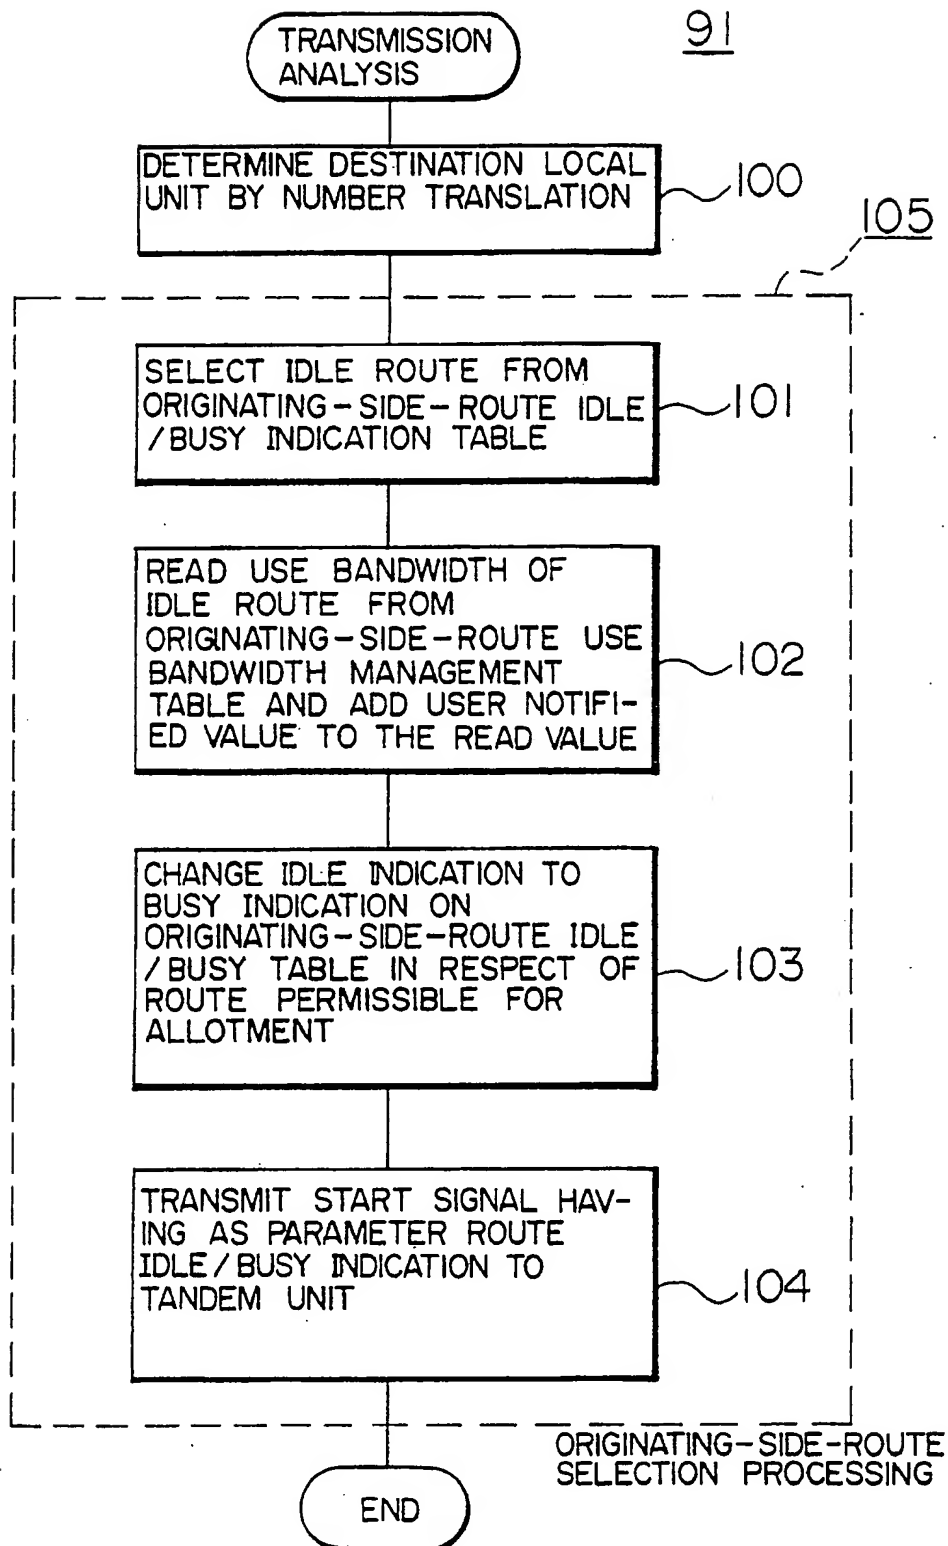 91
TRANSMISSION
ANALYSIS
DETERMINE DESTINATION LOCAL
UNIT BY NUMBER TRANSLATION
100
105
SELECT IDLE ROUTE FROM
ORIGINATING-SIDE-ROUTE IDLE
/BUSY INDICATION TABLE
101
READ USE BANDWIDTH OF
IDLE ROUTE FROM
ORIGINATING-SIDE-ROUTE USE
BANDWIDTH MANAGEMENT
TABLE AND ADD USER NOTIFI-
ED VALUE TO THE READ VALUE
102
CHANGE IDLE INDICATION TO
BUSY INDICATION ON
ORIGINATING-SIDE-ROUTE IDLE
/BUSY TABLE IN RESPECT OF
ROUTE PERMISSIBLE FOR
ALLOTMENT
103
TRANSMIT START SIGNAL HAV-
ING AS PARAMETER ROUTE
IDLE/BUSY INDICATION TO
TANDEM UNIT
104
ORIGINATING-SIDE-ROUTE
SELECTION PROCESSING
END